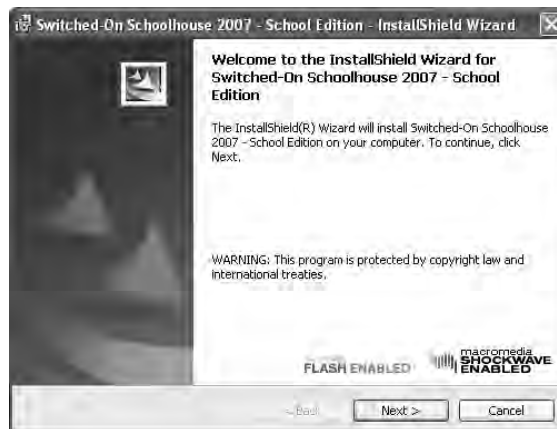 Switched-On Schoolhouse 2007 - School Edition - InstallShield Wizard
Welcome to the InstallShield Wizard for
Switched-On Schoolhouse 2007 - School
Edition
The InstallShield(R) Wizard will install Switched-On Schoolhouse
2007 - School Edition on your computer. To continue, click
Next.
WARNING: This program is protected by copyright law and
international treaties.
FLASH ENABLED
macromedia
SHOCKWAVE
ENABLED
< Back
Next >
Cancel